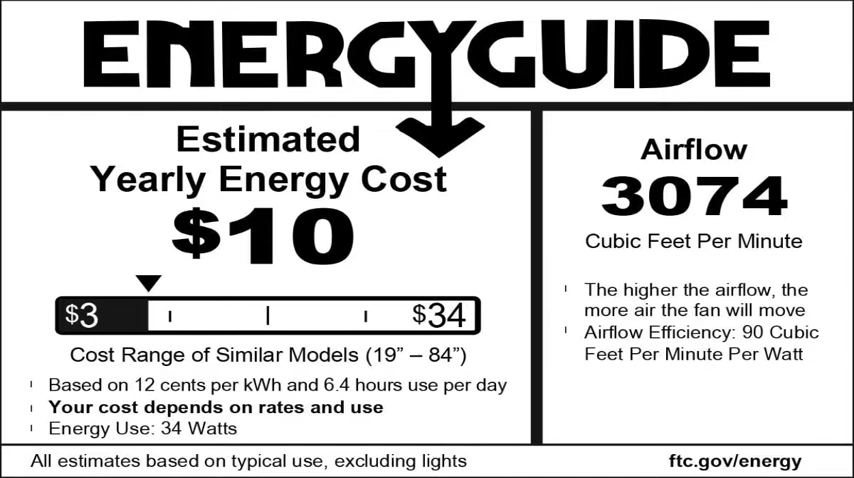 ENERGYGUIDE
Estimated
Yearly Energy Cost
$10
$3
$34
Cost Range of Similar Models (19” – 84”)
Based on 12 cents per kWh and 6.4 hours use per day
Your cost depends on rates and use
Energy Use: 34 Watts
Airflow
3074
Cubic Feet Per Minute
The higher the airflow, the
more air the fan will move
Airflow Efficiency: 90 Cubic
Feet Per Minute Per Watt
All estimates based on typical use, excluding lights
ftc.gov/energy